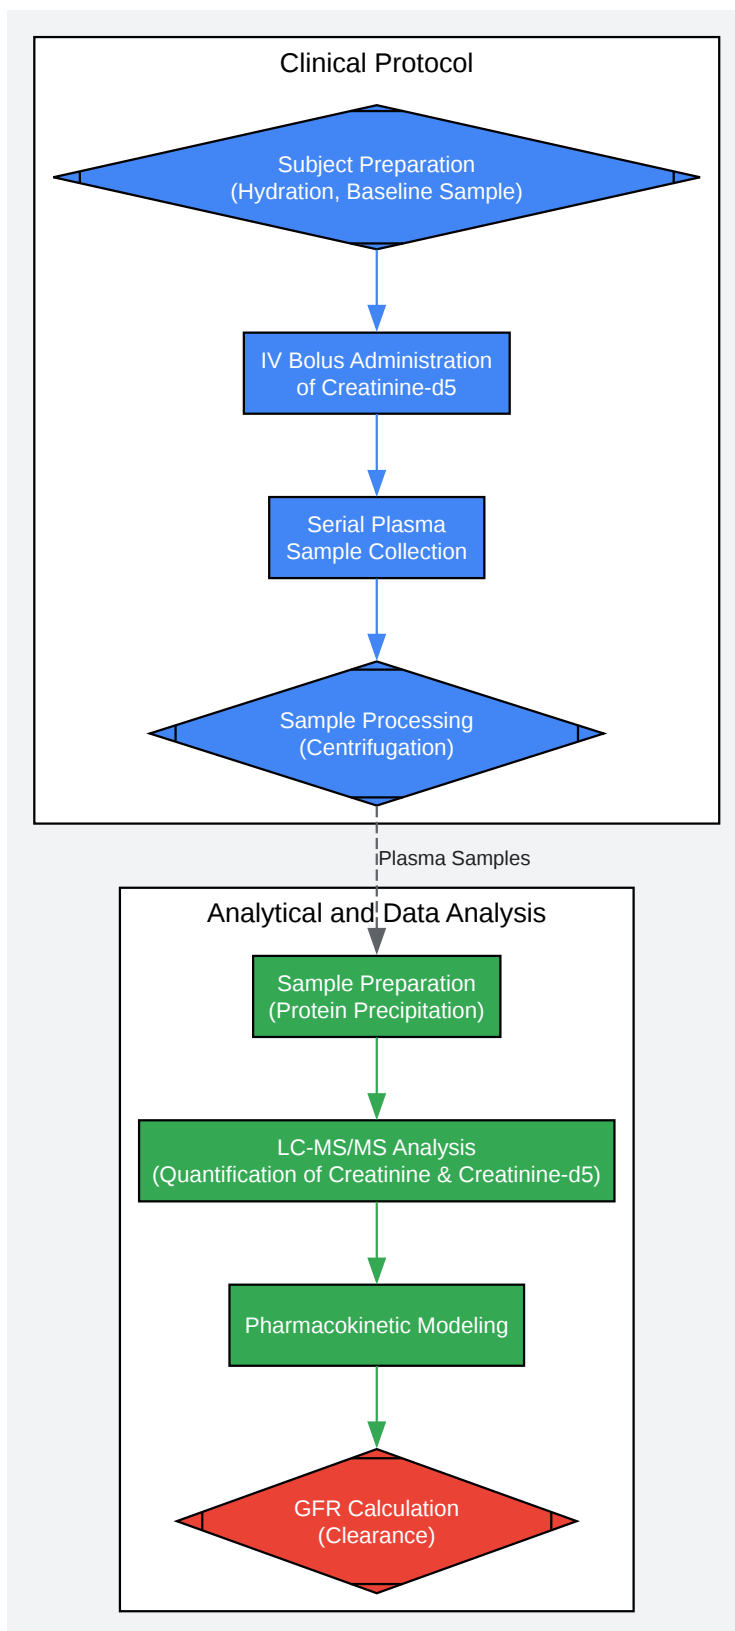 Clinical Protocol
Subject Preparation
(Hydration, Baseline Sample)
IV Bolus Administration
of Creatinine-d5
Serial Plasma
Sample Collection
Sample Processing
(Centrifugation)
Plasma Samples
Analytical and Data Analysis
Sample Preparation
(Protein Precipitation)
LC-MS/MS Analysis
(Quantification of Creatinine & Creatinine-d5)
Pharmacokinetic Modeling
GFR Calculation
(Clearance)